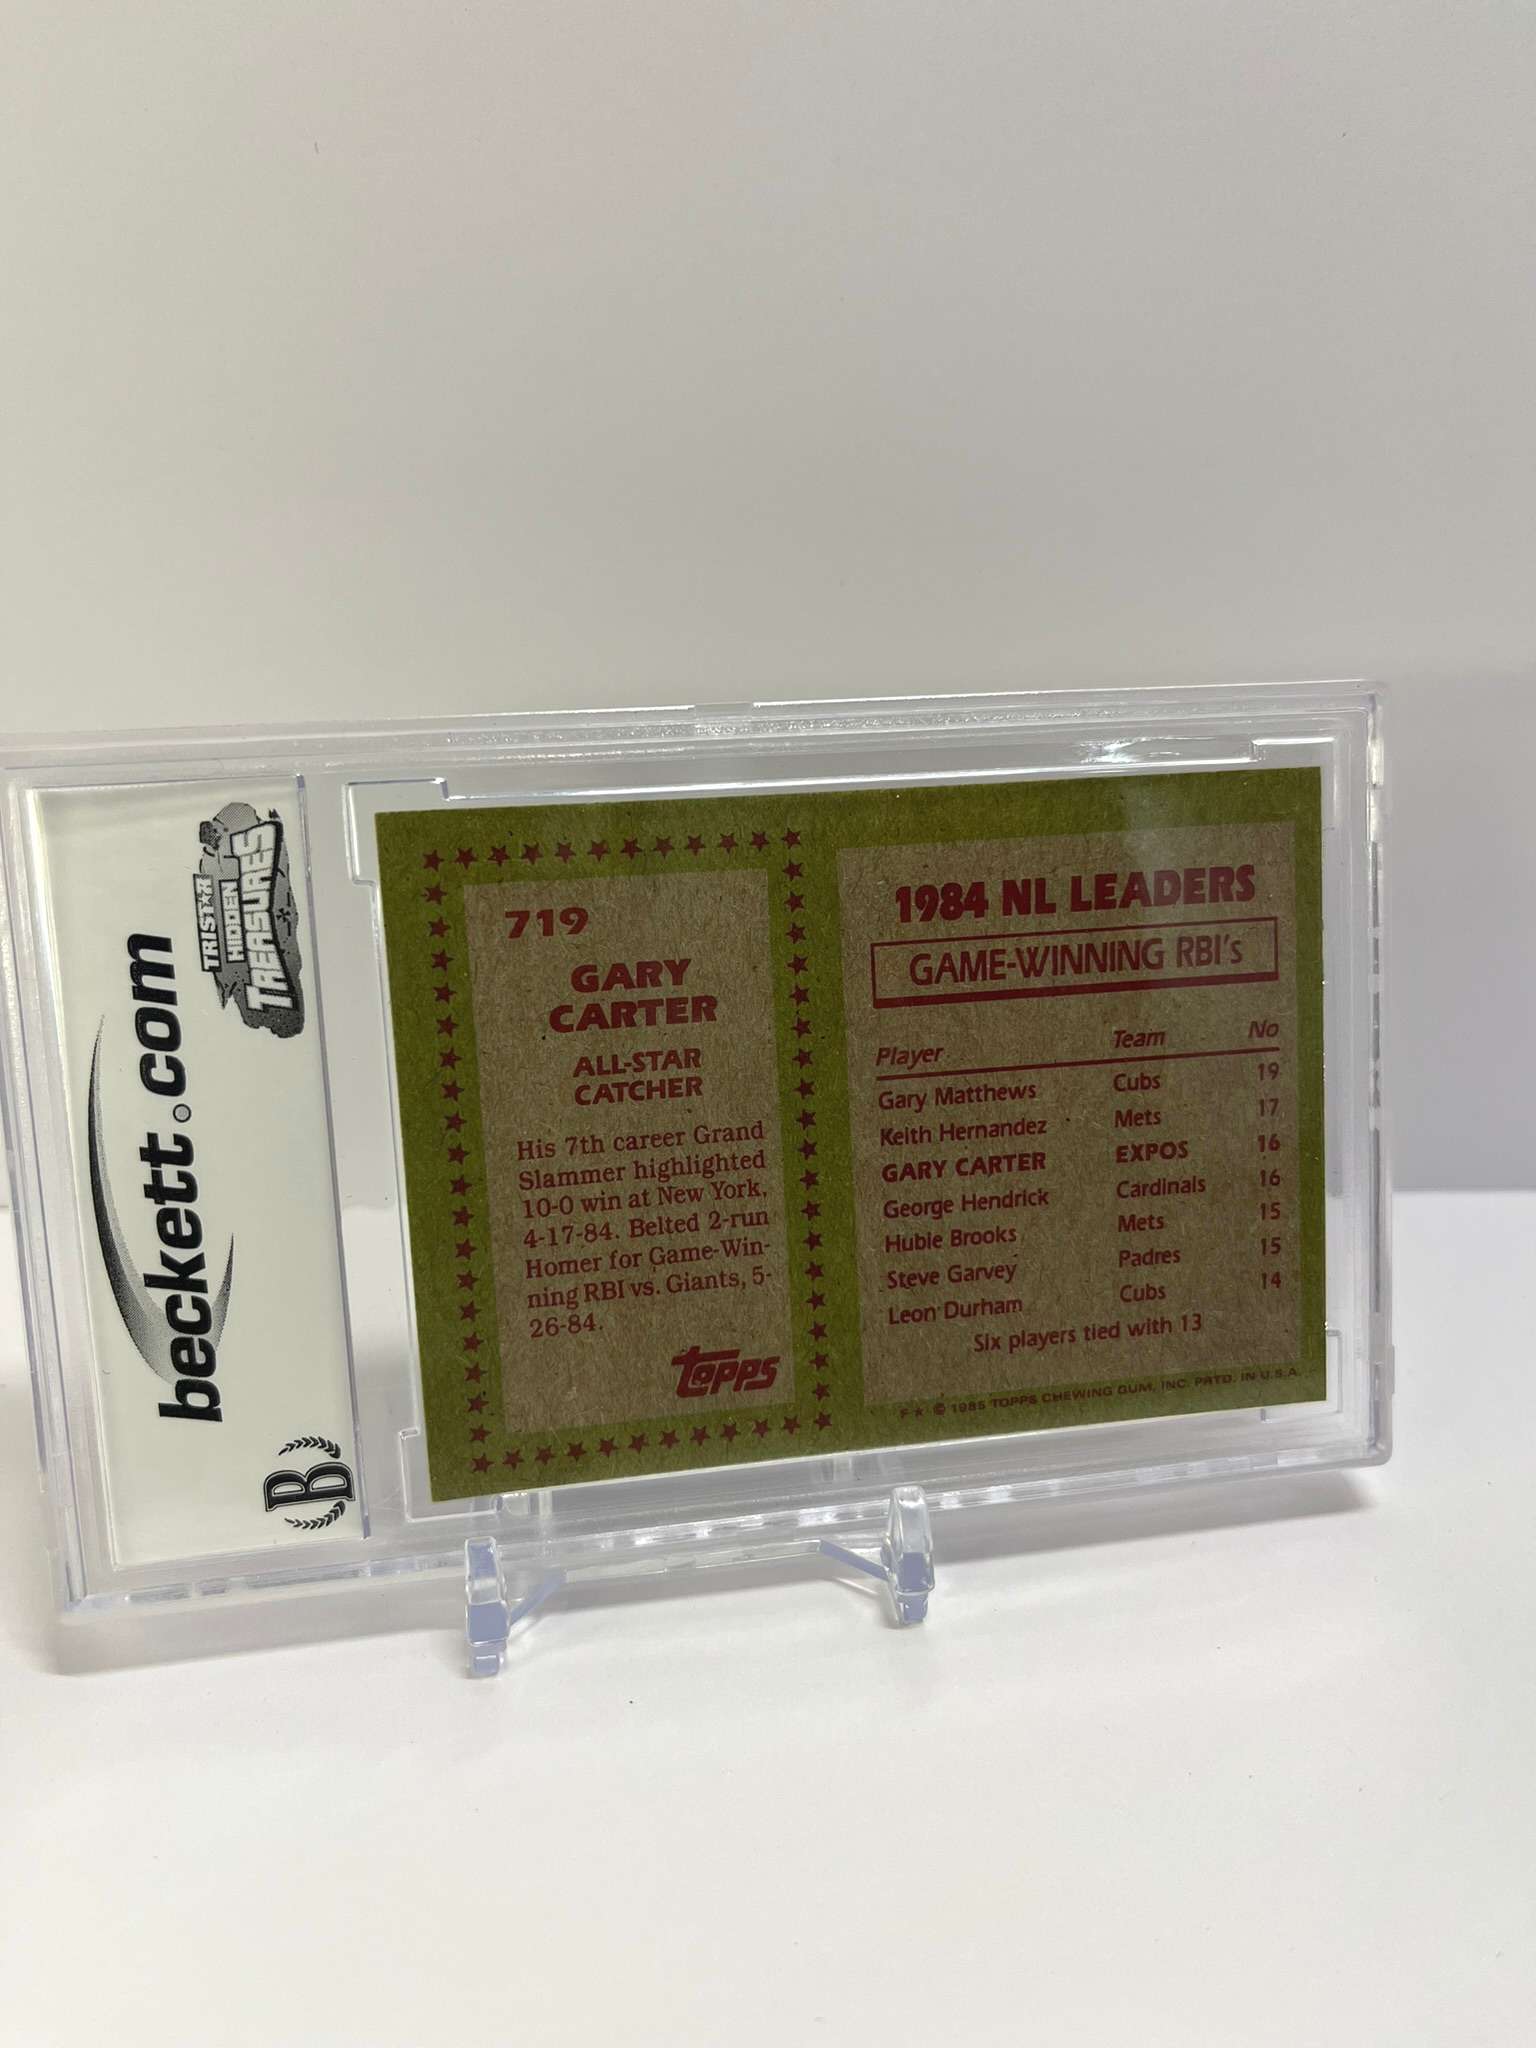 TRISTAR
HIDDEN
TREASURES
beckett.com
B
719
GARY
CARTER
ALL-STAR
CATCHER
His 7th career Grand
Slammer highlighted
10-0 win at New York,
4-17-84. Belted 2-run
Homer for Game-Win-
ning RBI vs. Giants, 5-
26-84.
topps
1984 NL LEADERS
GAME-WINNING RBI's
Player Team No
Gary Matthews Cubs 19
Keith Hernandez Mets 17
GARY CARTER EXPOS 16
George Hendrick Cardinals 16
Hubie Brooks Mets 15
Steve Garvey Padres 15
Leon Durham Cubs 14
Six players tied with 13
F★ © 1985 TOPPS CHEWING GUM, INC. PRTD. IN U.S.A.